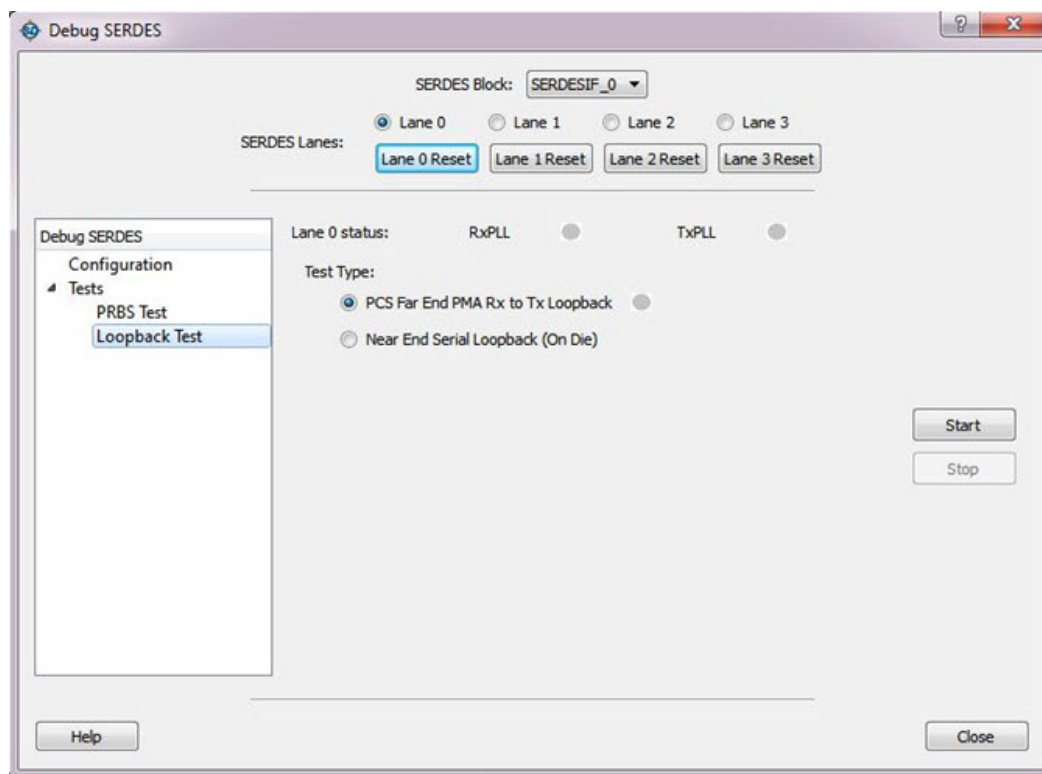 Debug SERDES
SERDES Block: SERDESIF_0
SERDES Lanes:
Lane 0 Lane 1 Lane 2 Lane 3
Lane 0 Reset Lane 1 Reset Lane 2 Reset Lane 3 Reset
Debug SERDES
Configuration
Tests
PRBS Test
Loopback Test
Lane 0 status: RxPLL TxPLL
Test Type:
PCS Far End PMA Rx to Tx Loopback
Near End Serial Loopback (On Die)
Start
Stop
Help
Close